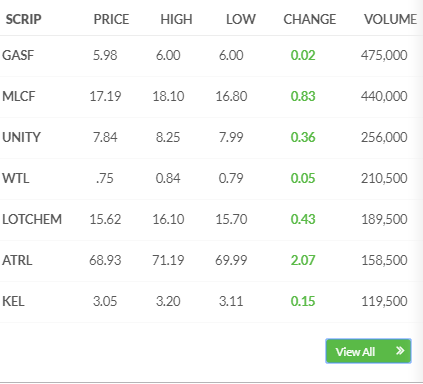 SCRIP PRICE HIGH LOW CHANGE VOLUME
GASF 5.98 6.00 6.00 0.02 475,000
MLCF 17.19 18.10 16.80 0.83 440,000
UNITY 7.84 8.25 7.99 0.36 256,000
WTL .75 0.84 0.79 0.05 210,500
LOTCHEM 15.62 16.10 15.70 0.43 189,500
ATRL 68.93 71.19 69.99 2.07 158,500
KEL 3.05 3.20 3.11 0.15 119,500
View All »